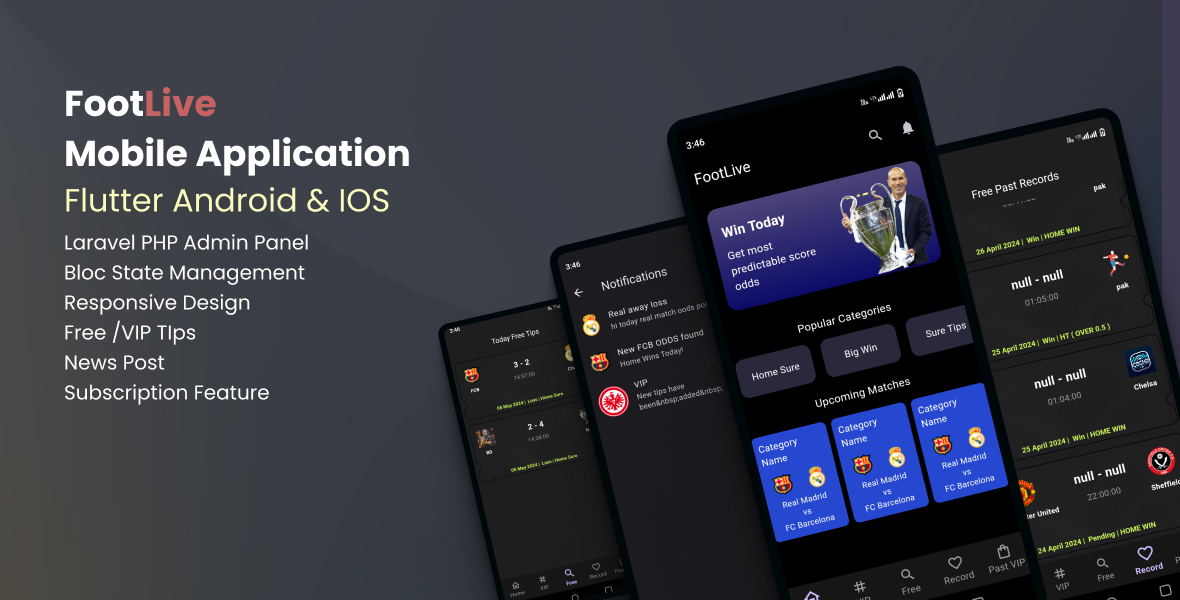 FootLive
Mobile Application
Flutter Android & IOS
Laravel PHP Admin Panel
Bloc State Management
Responsive Design
Free /VIP TIps
News Post
Subscription Feature
3:46
Today Free Tips
3 - 2
14:37:00
FCB
06 May 2024 | Loss | Home Sure
2 - 4
14:38:00
06 May 2024 | Loss | Home Sure
Home
VIP
Free
Record
3:46
Notifications
Real away loss
hi today real match oods po
New FCB ODDS found
Home Wins Today!
VIP
New tips have
been&nbsp;added&nbsp;
3:46
FootLive
Win Today
Get most
predictable score
odds
Popular Categories
Home Sure
Big Win
Sure Tips
Upcoming Matches
Category
Name
Real Madrid
vs
FC Barcelona
Category
Name
Real Madrid
vs
FC Barcelona
Category
Name
Real Madrid
vs
FC Barcelona
VIP
Free
Record
Past VIP
Free Past Records
pak
26 April 2024 | Win | HOME WIN
null - null
01:05:00
pak
25 April 2024 | Win | HT ( OVER 0.5 )
null - null
01:04:00
Chelsa
25 April 2024 | Win | HOME WIN
null - null
22:00:00
ter United
Sheffield
24 April 2024 | Pending | HOME WIN
VIP
Free
Record